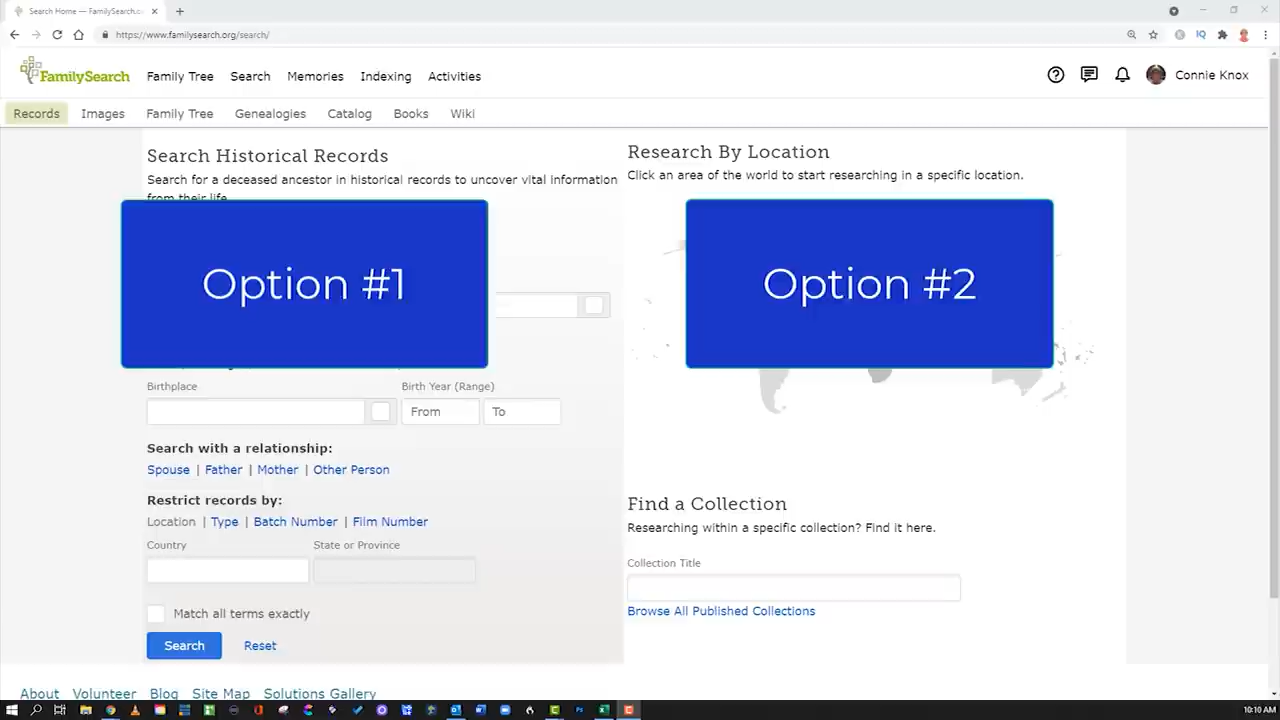 Search Home — FamilySearch.c
https://www.familysearch.org/search/
FamilySearch
Family Tree
Search
Memories
Indexing
Activities
Connie Knox
Records
Images
Family Tree
Genealogies
Catalog
Books
Wiki
Search Historical Records
Search for a deceased ancestor in historical records to uncover vital information
from their life.
Research By Location
Click an area of the world to start researching in a specific location.
Option #1
Option #2
Birthplace
Birth Year (Range)
From
To
Search with a relationship:
Spouse | Father | Mother | Other Person
Restrict records by:
Location | Type | Batch Number | Film Number
Country
State or Province
Match all terms exactly
Search
Reset
Find a Collection
Researching within a specific collection? Find it here.
Collection Title
Browse All Published Collections
About
Volunteer
Blog
Site Map
Solutions Gallery
10:10 AM